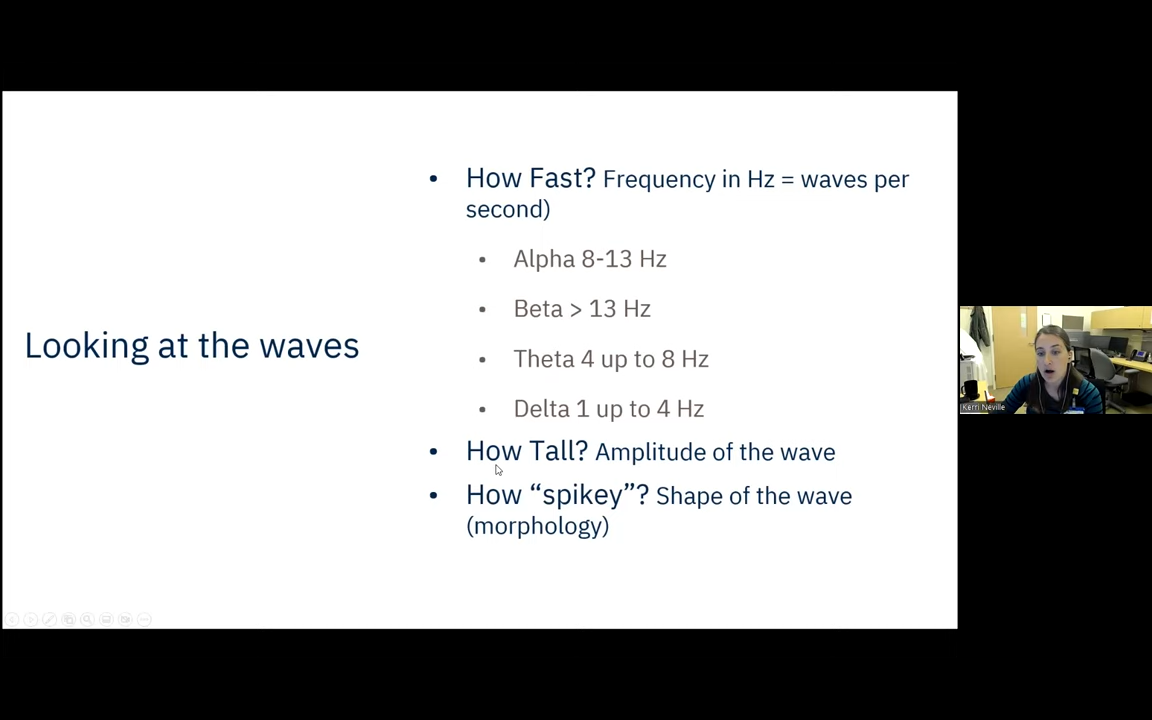 Looking at the waves
• How Fast? Frequency in Hz = waves per
second)
• Alpha 8-13 Hz
• Beta > 13 Hz
• Theta 4 up to 8 Hz
• Delta 1 up to 4 Hz
• How Tall? Amplitude of the wave
• How “spikey”? Shape of the wave
(morphology)
Kerri Neville